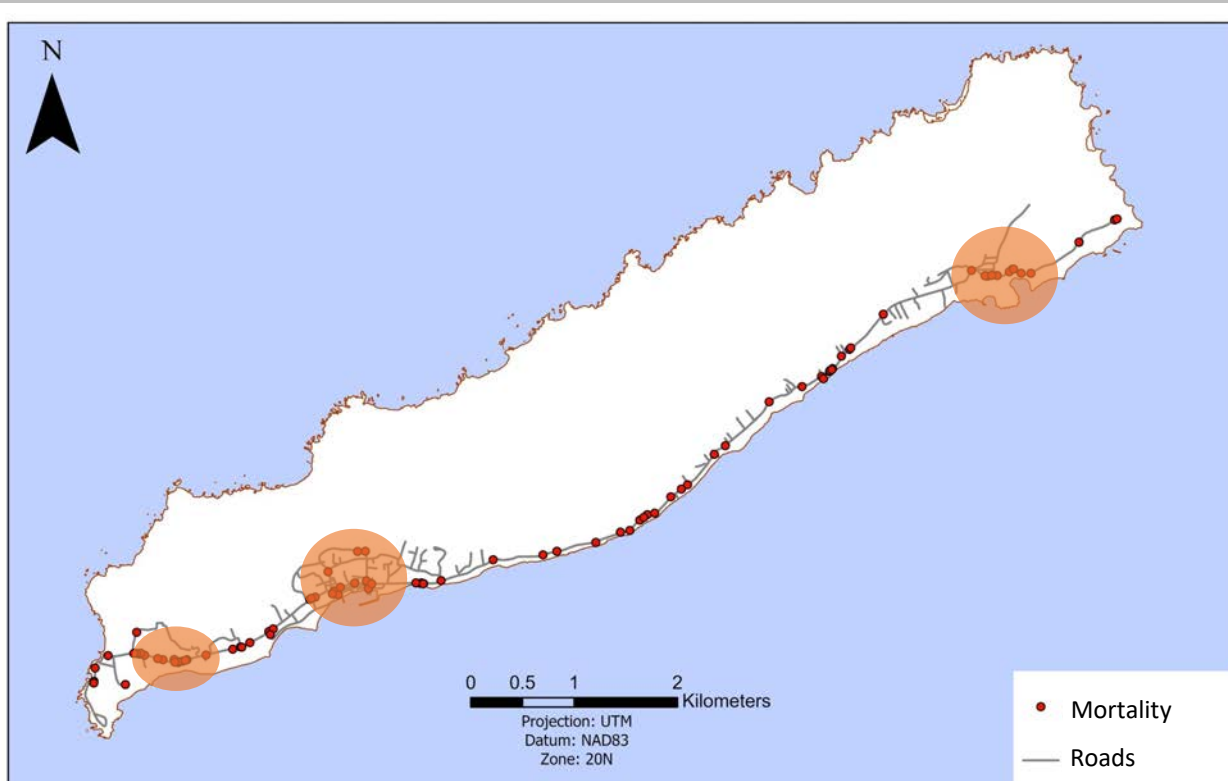 N
0 0.5 1 2
Kilometers
Projection: UTM
Datum: NAD83
Zone: 20N
Mortality
Roads